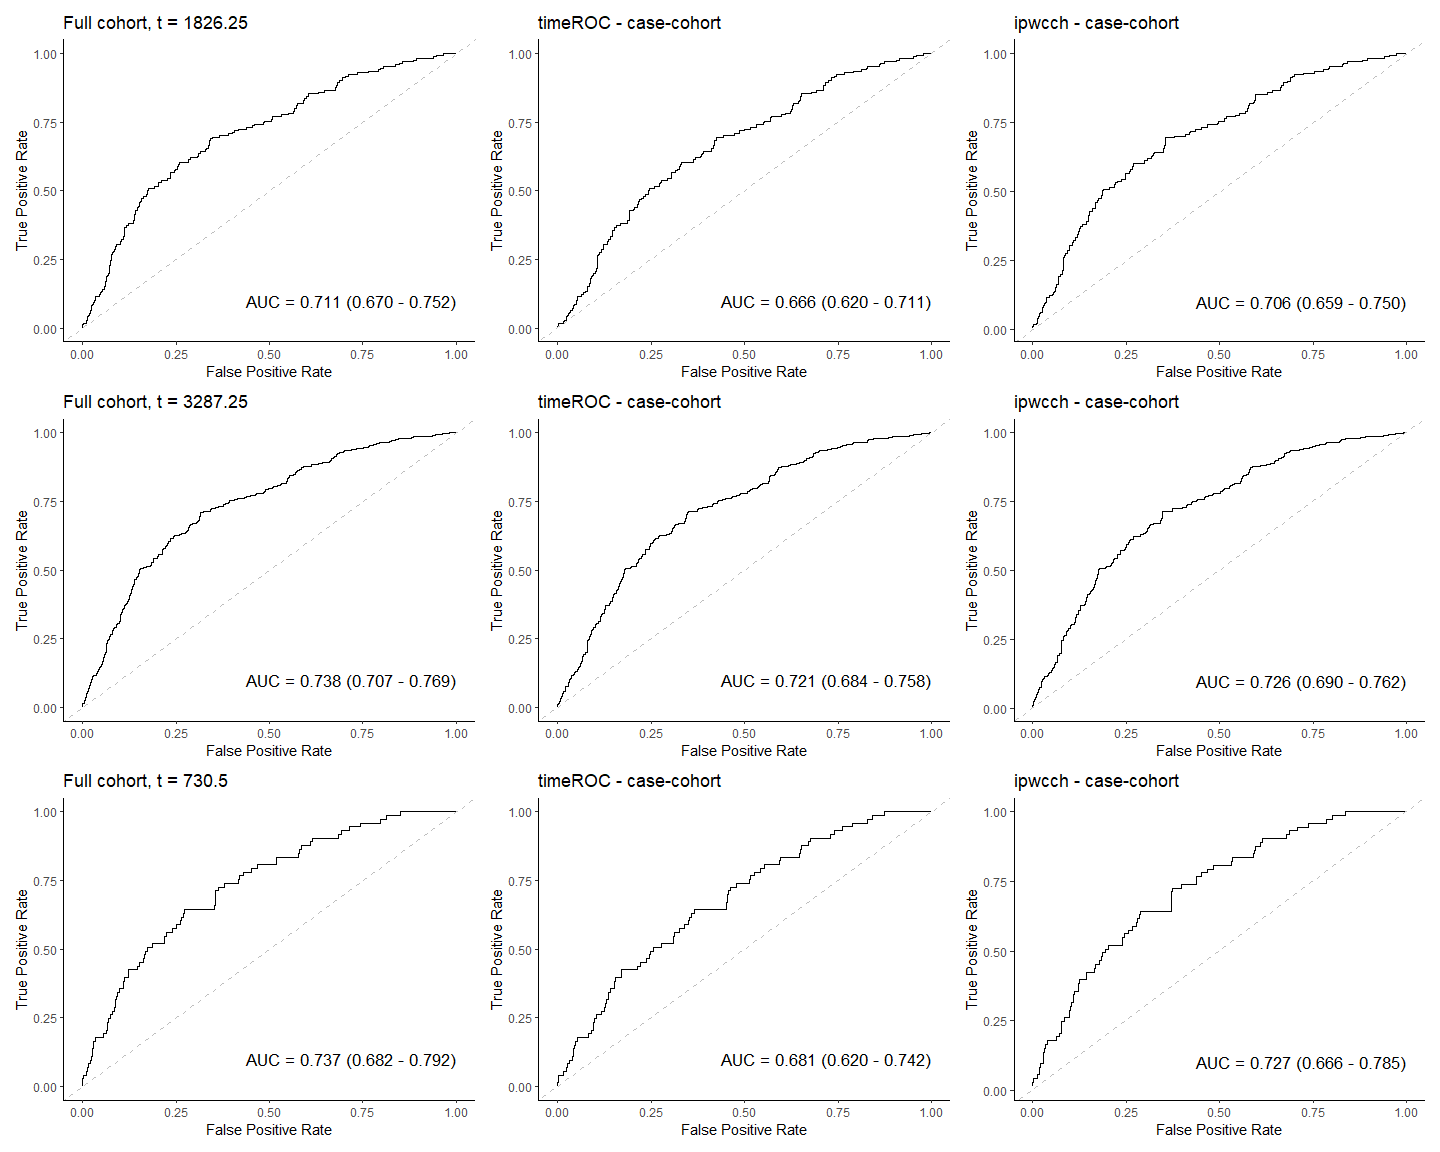 Full cohort, t = 1826.25
True Positive Rate
1.00
0.75
0.50
0.25
0.00
AUC = 0.711 (0.670 - 0.752)
0.00 0.25 0.50 0.75 1.00
False Positive Rate
timeROC - case-cohort
True Positive Rate
1.00
0.75
0.50
0.25
0.00
AUC = 0.666 (0.620 - 0.711)
0.00 0.25 0.50 0.75 1.00
False Positive Rate
ipwcch - case-cohort
True Positive Rate
1.00
0.75
0.50
0.25
0.00
AUC = 0.706 (0.659 - 0.750)
0.00 0.25 0.50 0.75 1.00
False Positive Rate
Full cohort, t = 3287.25
True Positive Rate
1.00
0.75
0.50
0.25
0.00
AUC = 0.738 (0.707 - 0.769)
0.00 0.25 0.50 0.75 1.00
False Positive Rate
timeROC - case-cohort
True Positive Rate
1.00
0.75
0.50
0.25
0.00
AUC = 0.721 (0.684 - 0.758)
0.00 0.25 0.50 0.75 1.00
False Positive Rate
ipwcch - case-cohort
True Positive Rate
1.00
0.75
0.50
0.25
0.00
AUC = 0.726 (0.690 - 0.762)
0.00 0.25 0.50 0.75 1.00
False Positive Rate
Full cohort, t = 730.5
True Positive Rate
1.00
0.75
0.50
0.25
0.00
AUC = 0.737 (0.682 - 0.792)
0.00 0.25 0.50 0.75 1.00
False Positive Rate
timeROC - case-cohort
True Positive Rate
1.00
0.75
0.50
0.25
0.00
AUC = 0.681 (0.620 - 0.742)
0.00 0.25 0.50 0.75 1.00
False Positive Rate
ipwcch - case-cohort
True Positive Rate
1.00
0.75
0.50
0.25
0.00
AUC = 0.727 (0.666 - 0.785)
0.00 0.25 0.50 0.75 1.00
False Positive Rate